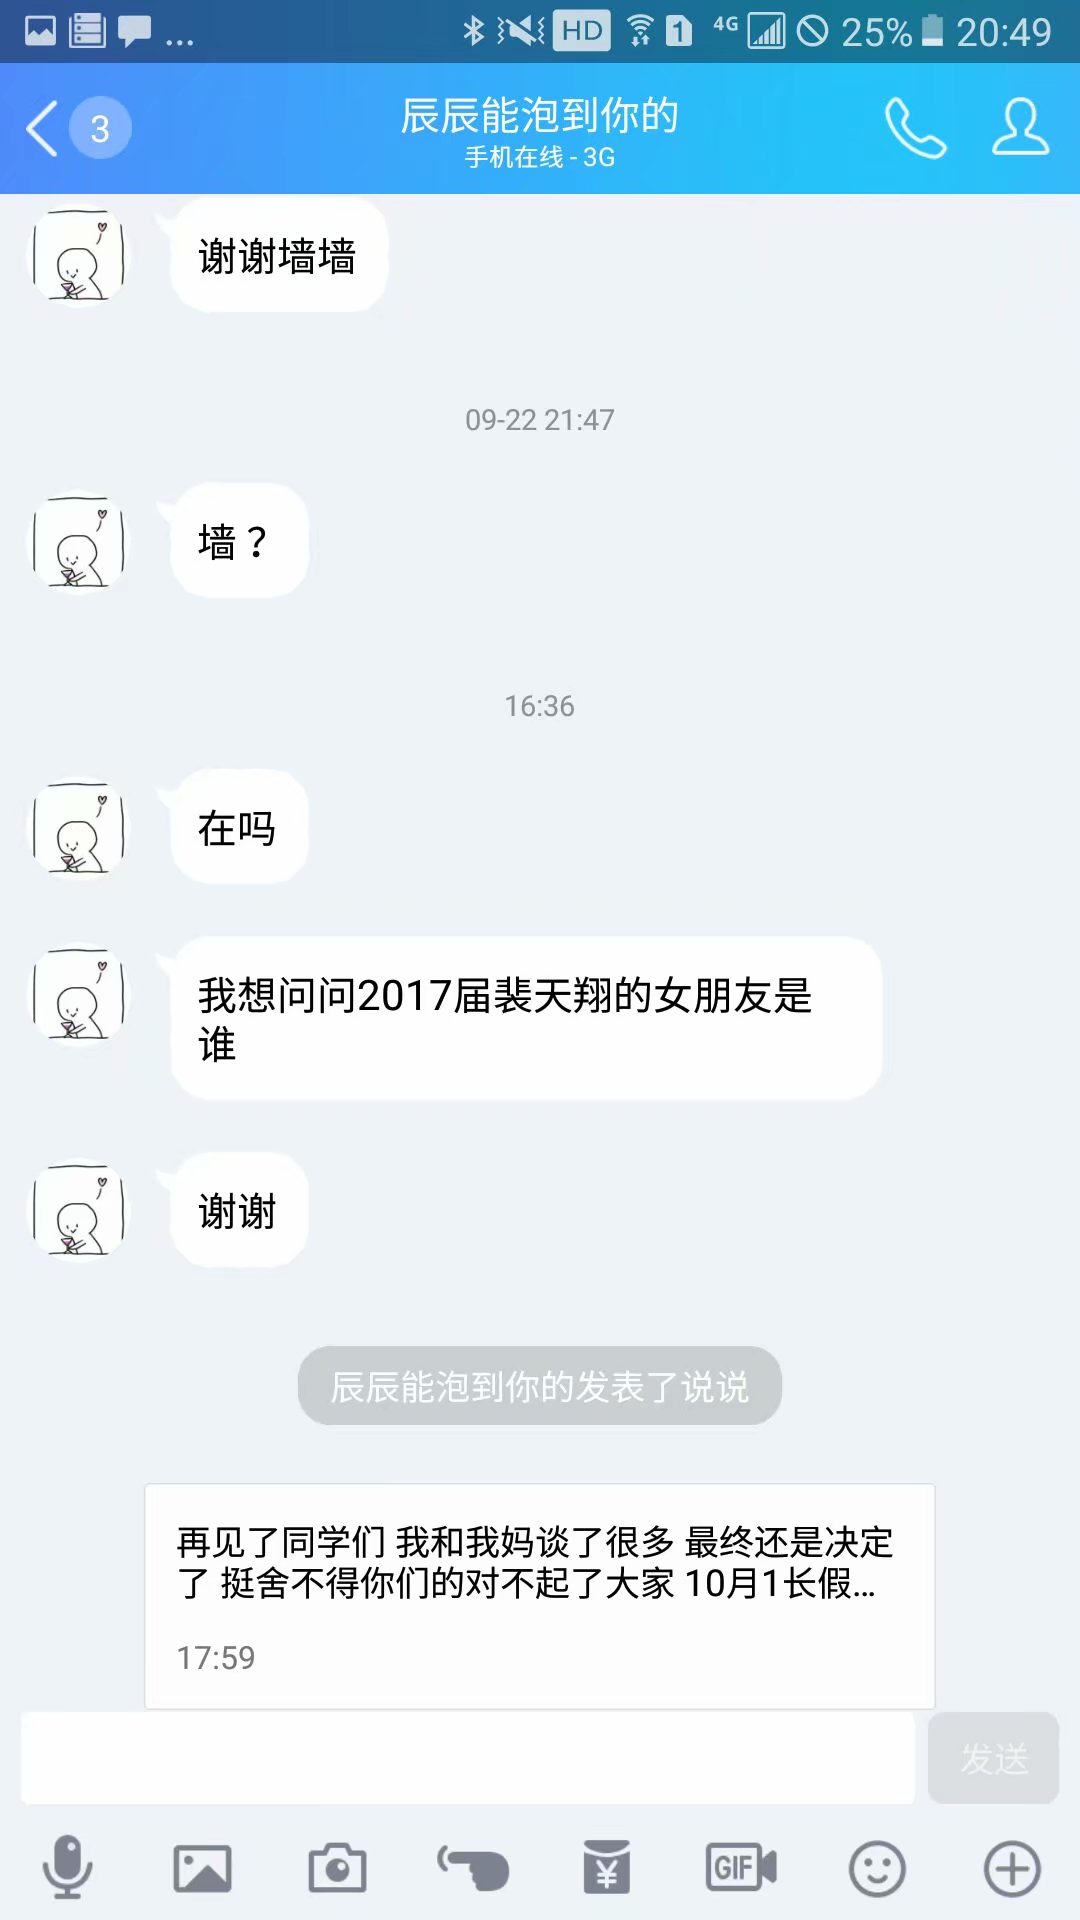 ... HD 1 4G 25% 20:49
3
辰辰能泡到你的
手机在线 - 3G
谢谢墙墙
09-22 21:47
墙？
16:36
在吗
我想问问2017届裴天翔的女朋友是
谁
谢谢
辰辰能泡到你的发表了说说
再见了同学们 我和我妈谈了很多 最终还是决定
了 挺舍不得你们的对不起了大家 10月1长假...
17:59
发送
¥ GIF